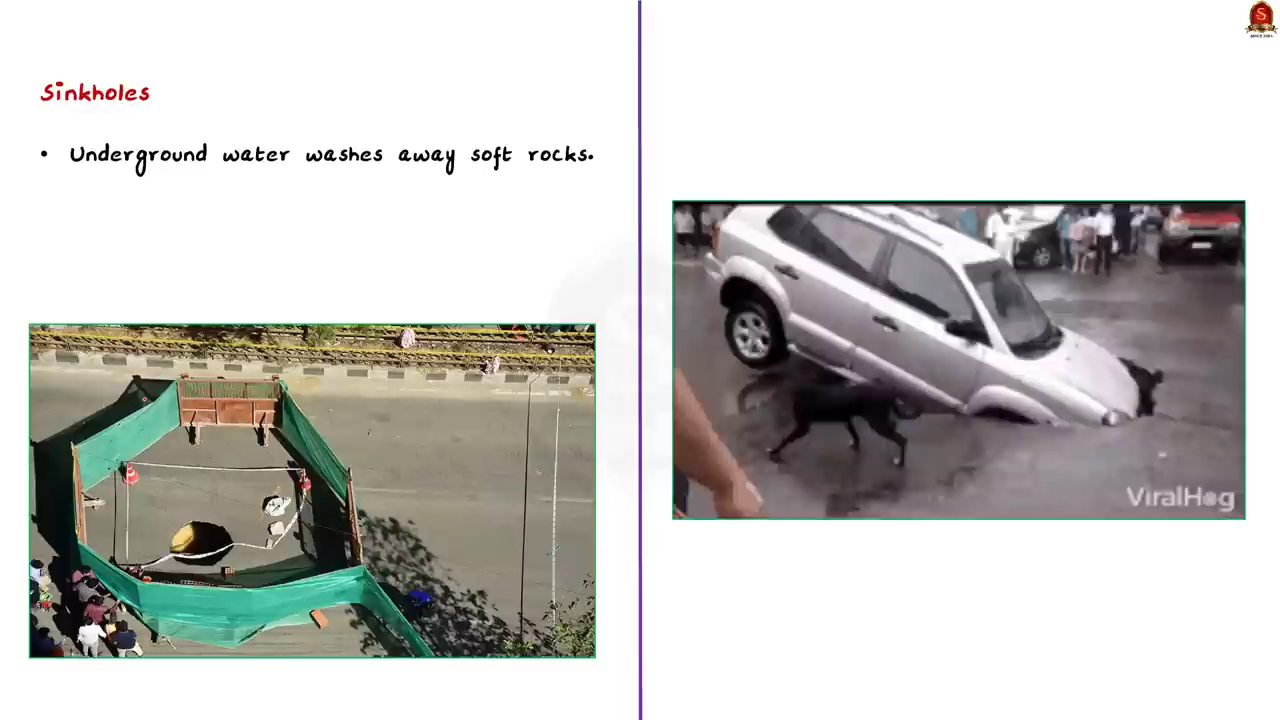 Sinkholes
• Underground water washes away soft rocks.
ViralHog